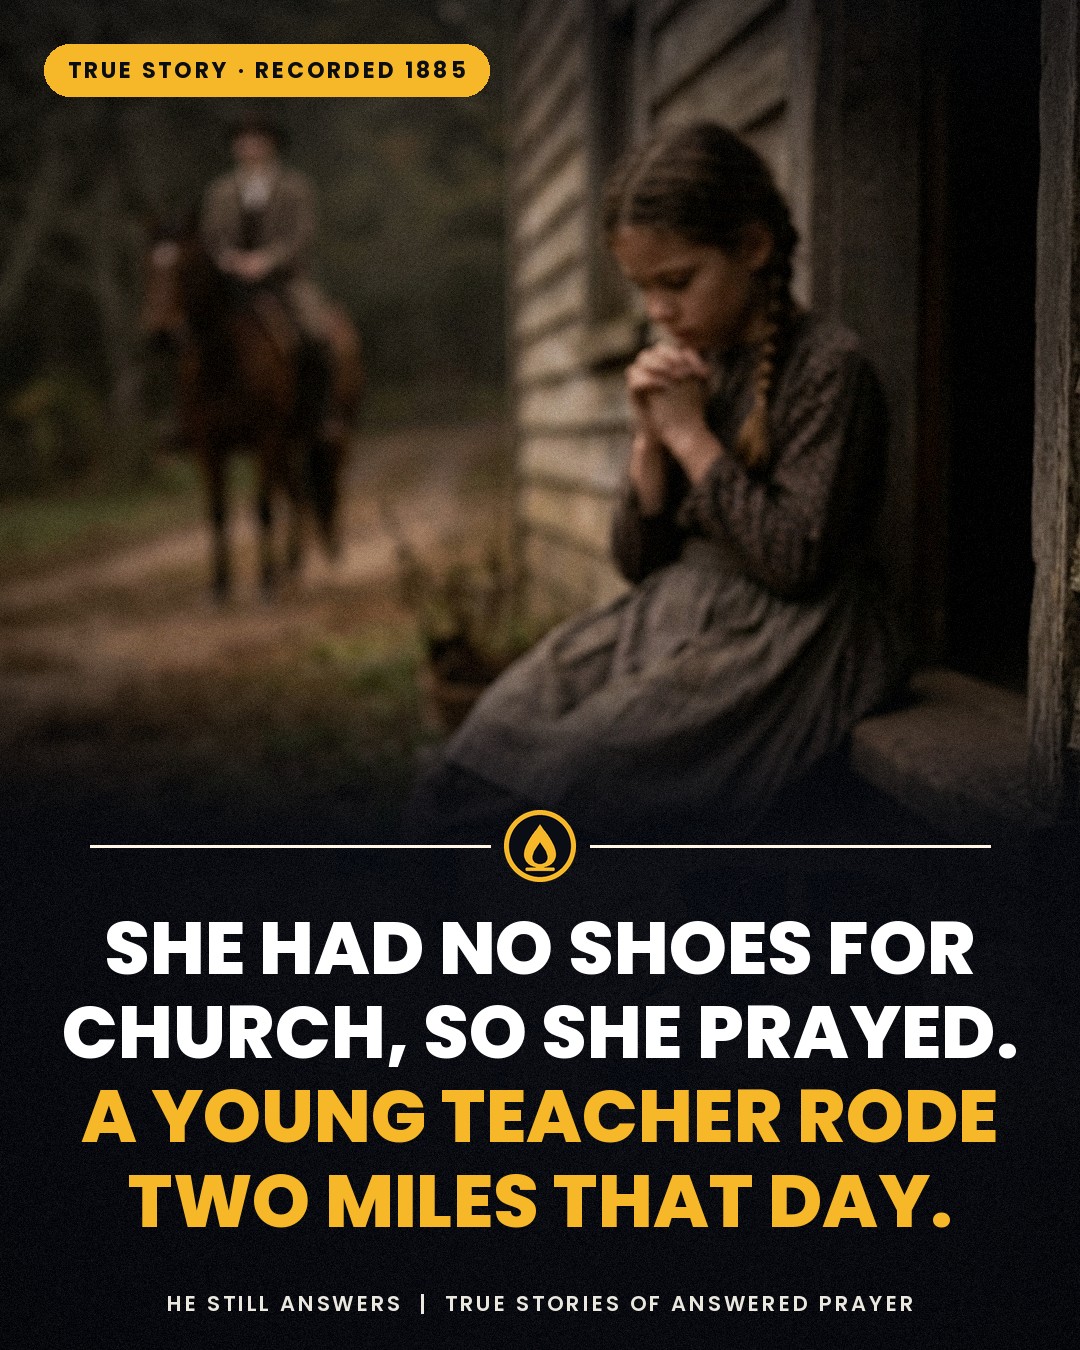 TRUE STORY · RECORDED 1885
SHE HAD NO SHOES FOR
CHURCH, SO SHE PRAYED.
A YOUNG TEACHER RODE
TWO MILES THAT DAY.
HE STILL ANSWERS | TRUE STORIES OF ANSWERED PRAYER